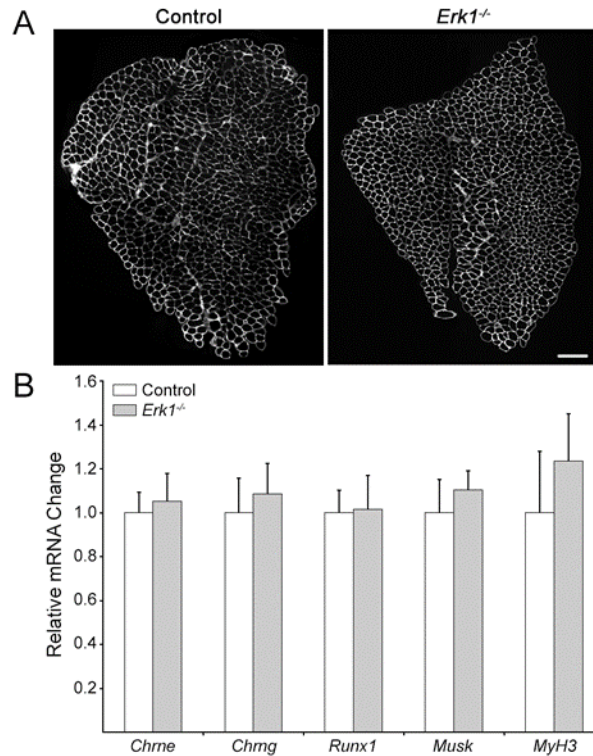 A
Control
Erk1-/-
B
Relative mRNA Change
1.6
1.4
1.2
1.0
0.8
0.6
0.4
0.2
Control
Erk1-/-
Chrne Chrng Runx1 Musk MyH3